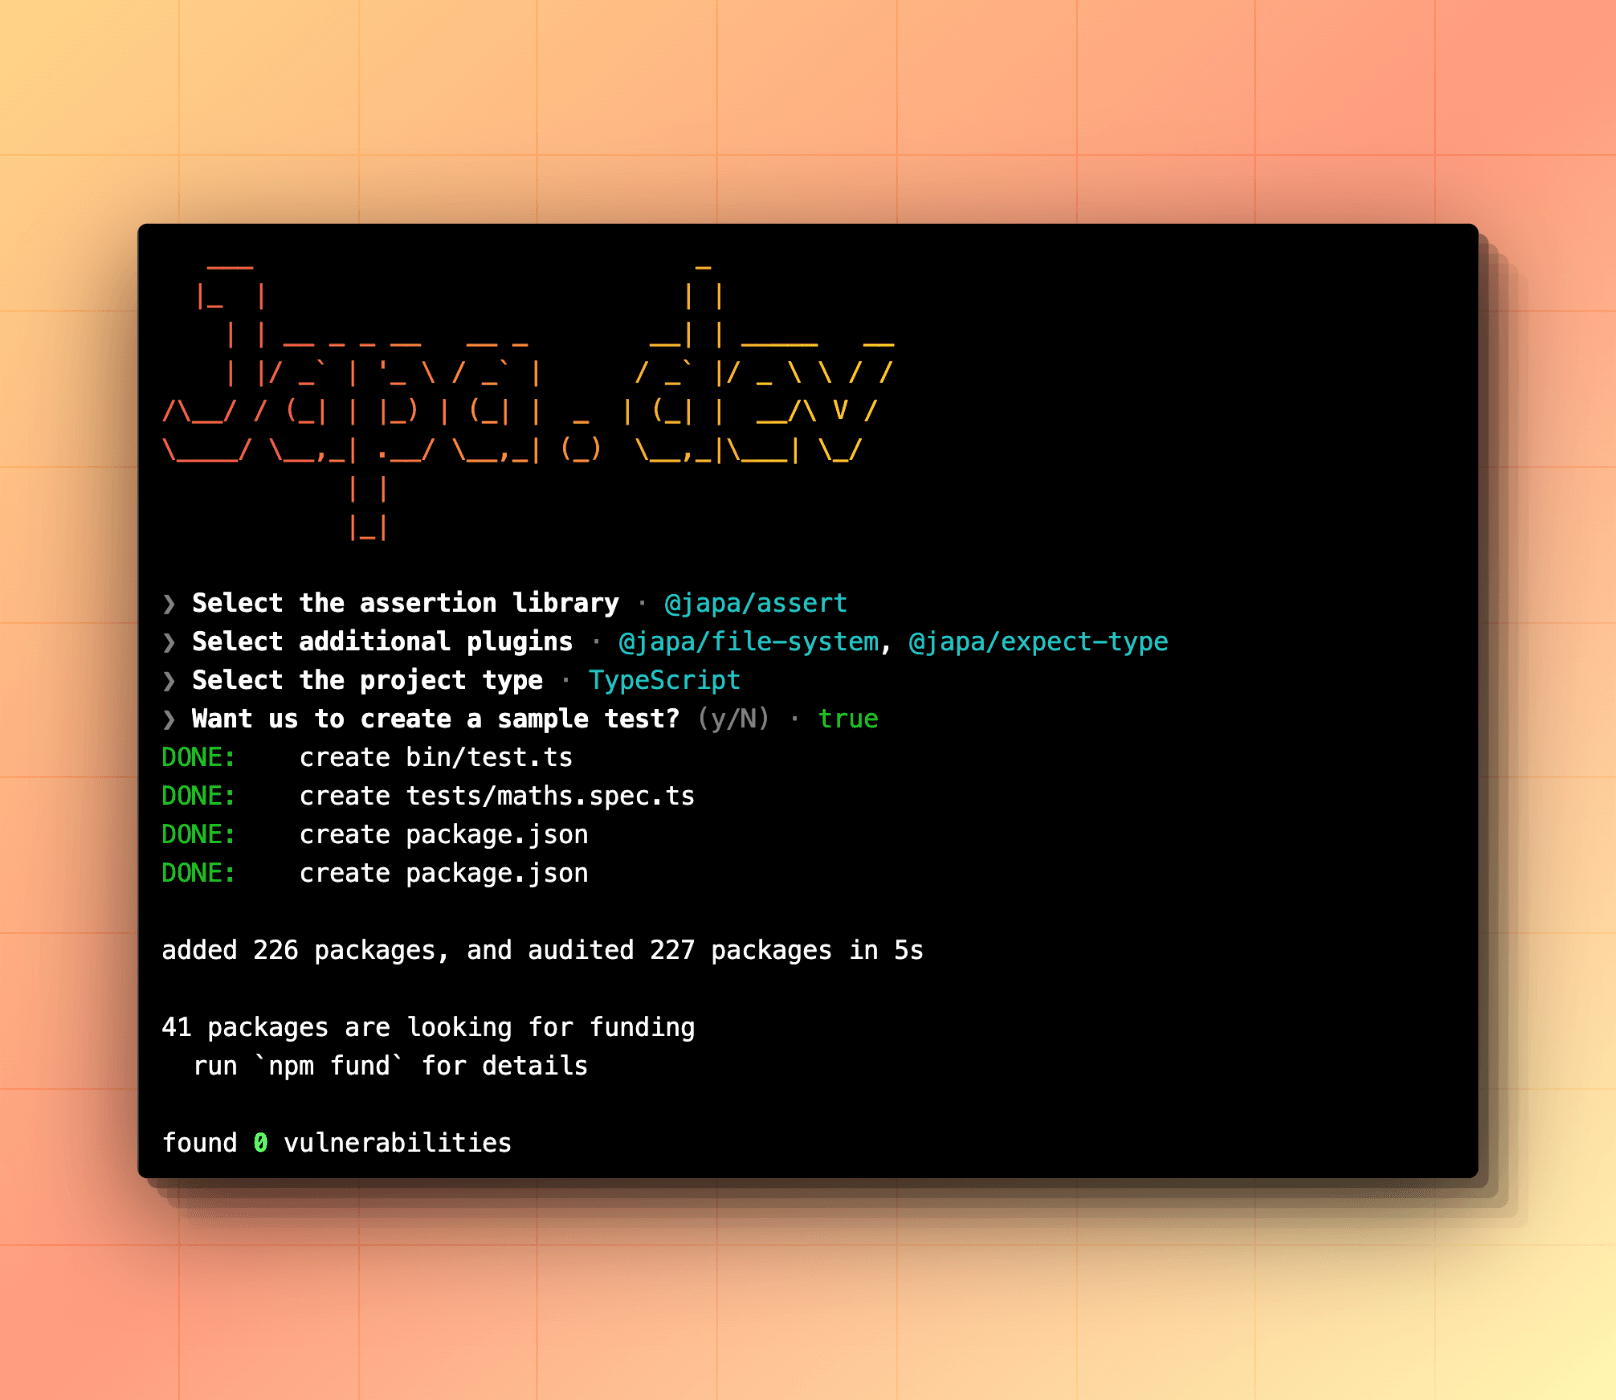 Japa.dev
❯ Select the assertion library · @japa/assert
❯ Select additional plugins · @japa/file-system, @japa/expect-type
❯ Select the project type · TypeScript
❯ Want us to create a sample test? (y/N) · true
DONE:    create bin/test.ts
DONE:    create tests/maths.spec.ts
DONE:    create package.json
DONE:    create package.json
added 226 packages, and audited 227 packages in 5s
41 packages are looking for funding
  run `npm fund` for details
found 0 vulnerabilities